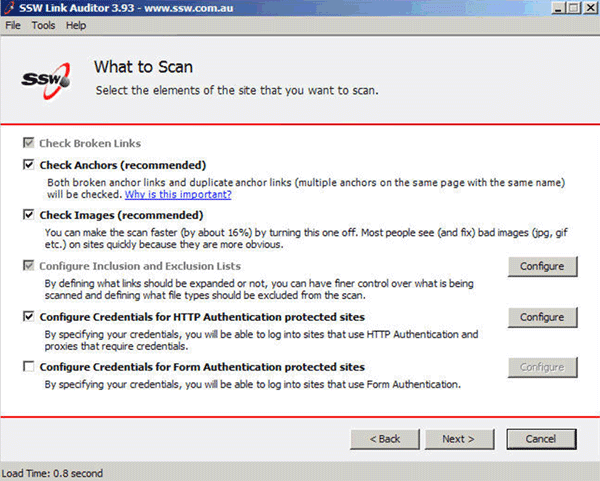 SSW Link Auditor 3.93 - www.ssw.com.au
File Tools Help
SSW
What to Scan
Select the elements of the site that you want to scan.
Check Broken Links
Check Anchors (recommended)
Both broken anchor links and duplicate anchor links (multiple anchors on the same page with the same name)
will be checked. Why is this important?
Check Images (recommended)
You can make the scan faster (by about 16%) by turning this one off. Most people see (and fix) bad images (jpg, gif
etc.) on sites quickly because they are more obvious.
Configure Inclusion and Exclusion Lists
Configure
By defining what links should be expanded or not, you can have finer control over what is being
scanned and defining what file types should be excluded from the scan.
Configure Credentials for HTTP Authentication protected sites
Configure
By specifying your credentials, you will be able to log into sites that use HTTP Authentication and
proxies that require credentials.
Configure Credentials for Form Authentication protected sites
Configure
By specifying your credentials, you will be able to log into sites that use Form Authentication.
< Back Next > Cancel
Load Time: 0.8 second